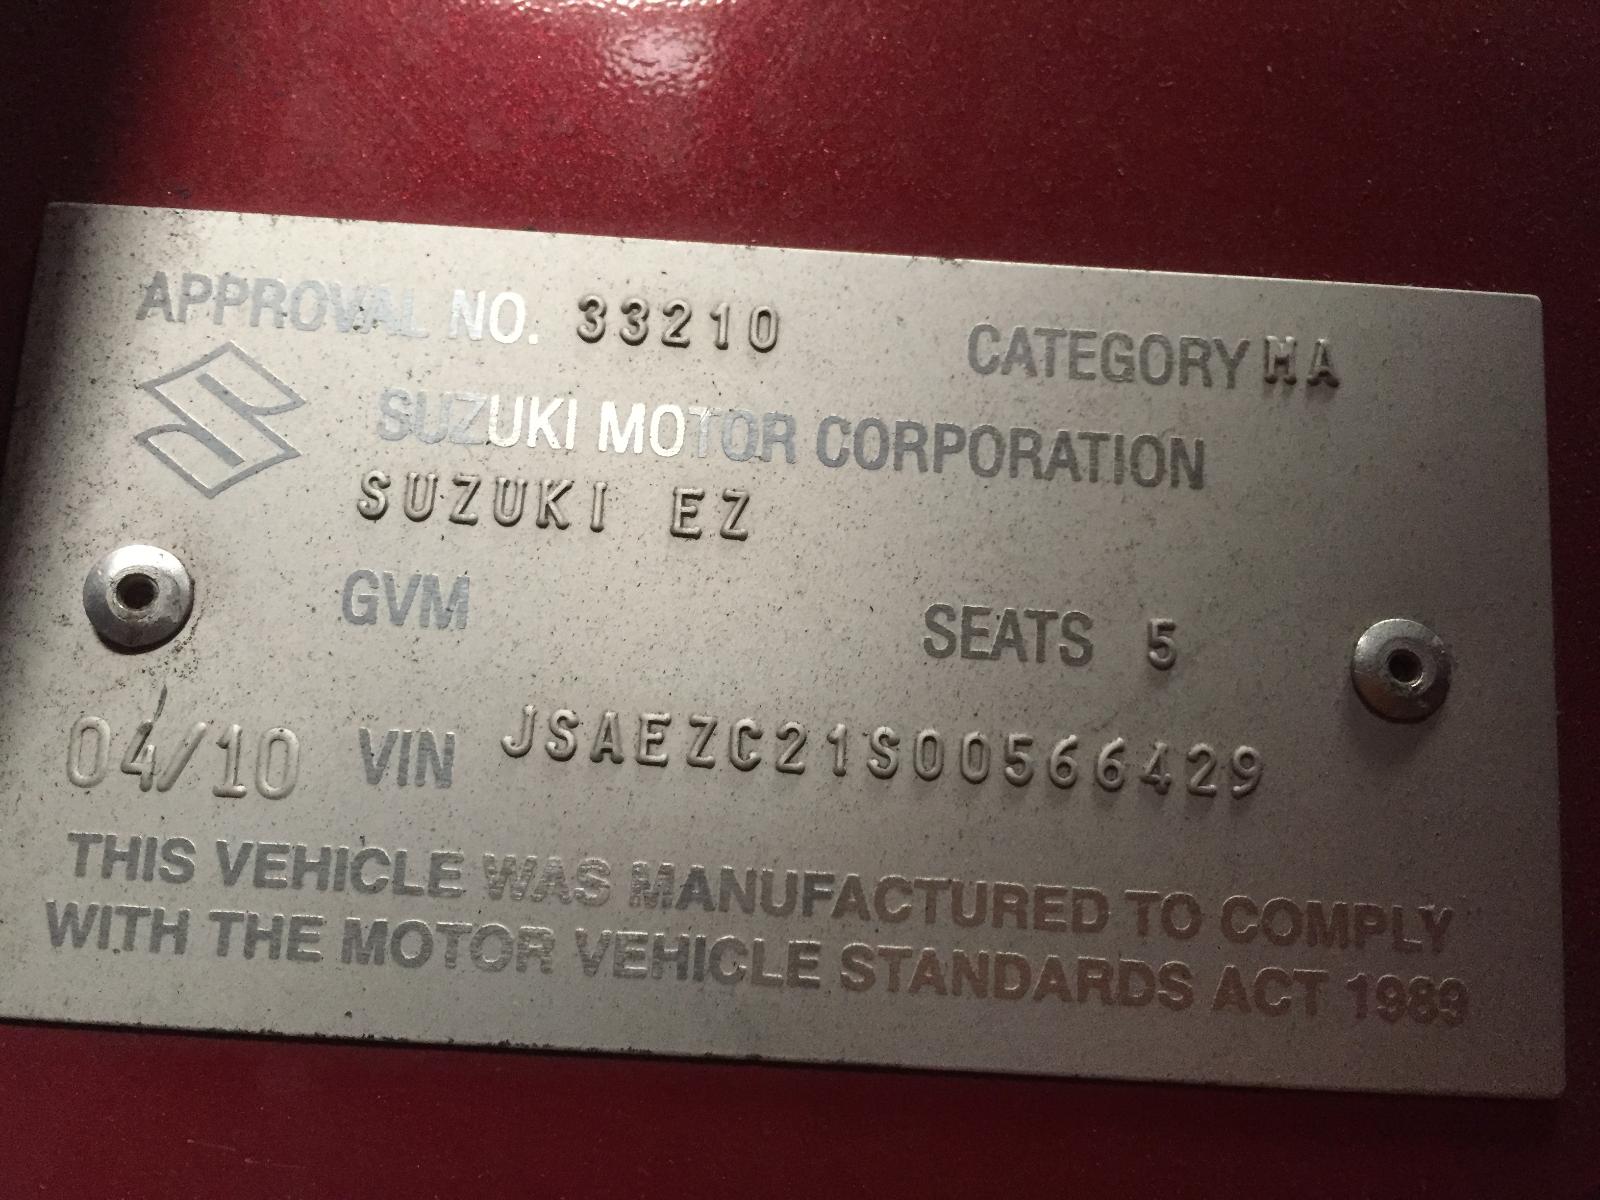 APPROVAL NO. 33210 CATEGORY MA
SUZUKI MOTOR CORPORATION
SUZUKI EZ
GVM SEATS 5
04/10 VIN JSAEZC21S00566429
THIS VEHICLE WAS MANUFACTURED TO COMPLY
WITH THE MOTOR VEHICLE STANDARDS ACT 1989